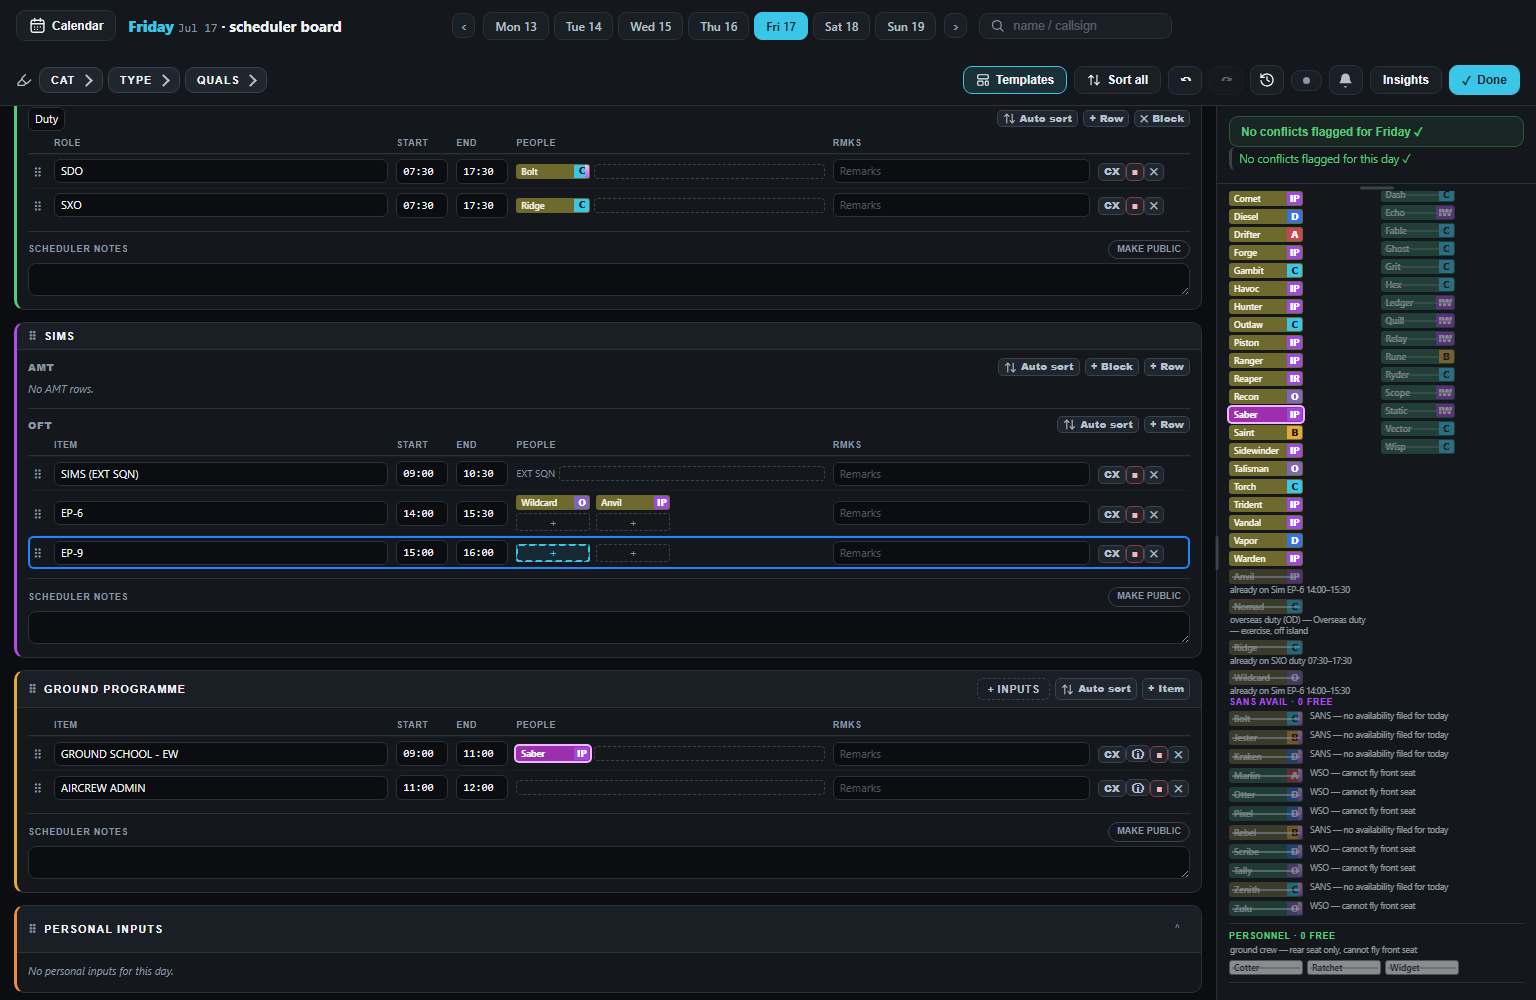 Calendar
Friday Jul 17 · scheduler board
‹ Mon 13 Tue 14 Wed 15 Thu 16 Fri 17 Sat 18 Sun 19 ›
name / callsign
CAT TYPE QUALS
Templates Sort all Insights ✓ Done
Duty
Auto sort + Row ✕ Block
ROLE START END PEOPLE RMKS
SDO 07:30 17:30 Bolt C Remarks CX ✕
SXO 07:30 17:30 Ridge C Remarks CX ✕
SCHEDULER NOTES MAKE PUBLIC
SIMS
AMT Auto sort + Block + Row
No AMT rows.
OFT Auto sort + Row
ITEM START END PEOPLE RMKS
SIMS (EXT SQN) 09:00 10:30 EXT SQN Remarks CX ✕
EP-6 14:00 15:30 Wildcard O Anvil IP Remarks CX ✕
+ +
EP-9 15:00 16:00 + + Remarks CX ✕
SCHEDULER NOTES MAKE PUBLIC
GROUND PROGRAMME + INPUTS Auto sort + Item
ITEM START END PEOPLE RMKS
GROUND SCHOOL - EW 09:00 11:00 Saber IP Remarks CX ✕
AIRCREW ADMIN 11:00 12:00 Remarks CX ✕
SCHEDULER NOTES MAKE PUBLIC
PERSONAL INPUTS ^
No personal inputs for this day.
No conflicts flagged for Friday ✓
No conflicts flagged for this day ✓
Comet IP
Diesel D
Drifter A
Forge IP
Gambit C
Havoc IP
Hunter IP
Outlaw C
Piston IP
Ranger IP
Reaper IR
Recon O
Saber IP
Saint B
Sidewinder IP
Talisman O
Torch C
Trident IP
Vandal IP
Vapor D
Warden IP
Anvil IP
already on Sim EP-6 14:00–15:30
Nomad C
overseas duty (OD) — Overseas duty
— exercise, off island
Ridge C
already on SXO duty 07:30–17:30
Wildcard O
already on Sim EP-6 14:00–15:30
Dash C
Echo IW
Fable C
Ghost C
Grit C
Hex C
Ledger IW
Quill IW
Relay IW
Rune B
Ryder C
Scope IW
Static IW
Vector C
Wisp C
SANS AVAIL · 0 FREE
Bolt C SANS — no availability filed for today
Jester B SANS — no availability filed for today
Kraken D SANS — no availability filed for today
Marlin A WSO — cannot fly front seat
Otter D WSO — cannot fly front seat
Pixel D WSO — cannot fly front seat
Rebel B SANS — no availability filed for today
Scribe D WSO — cannot fly front seat
Tally O WSO — cannot fly front seat
Zenith C SANS — no availability filed for today
Zulu O WSO — cannot fly front seat
PERSONNEL · 0 FREE
ground crew — rear seat only, cannot fly front seat
Cotter Ratchet Widget